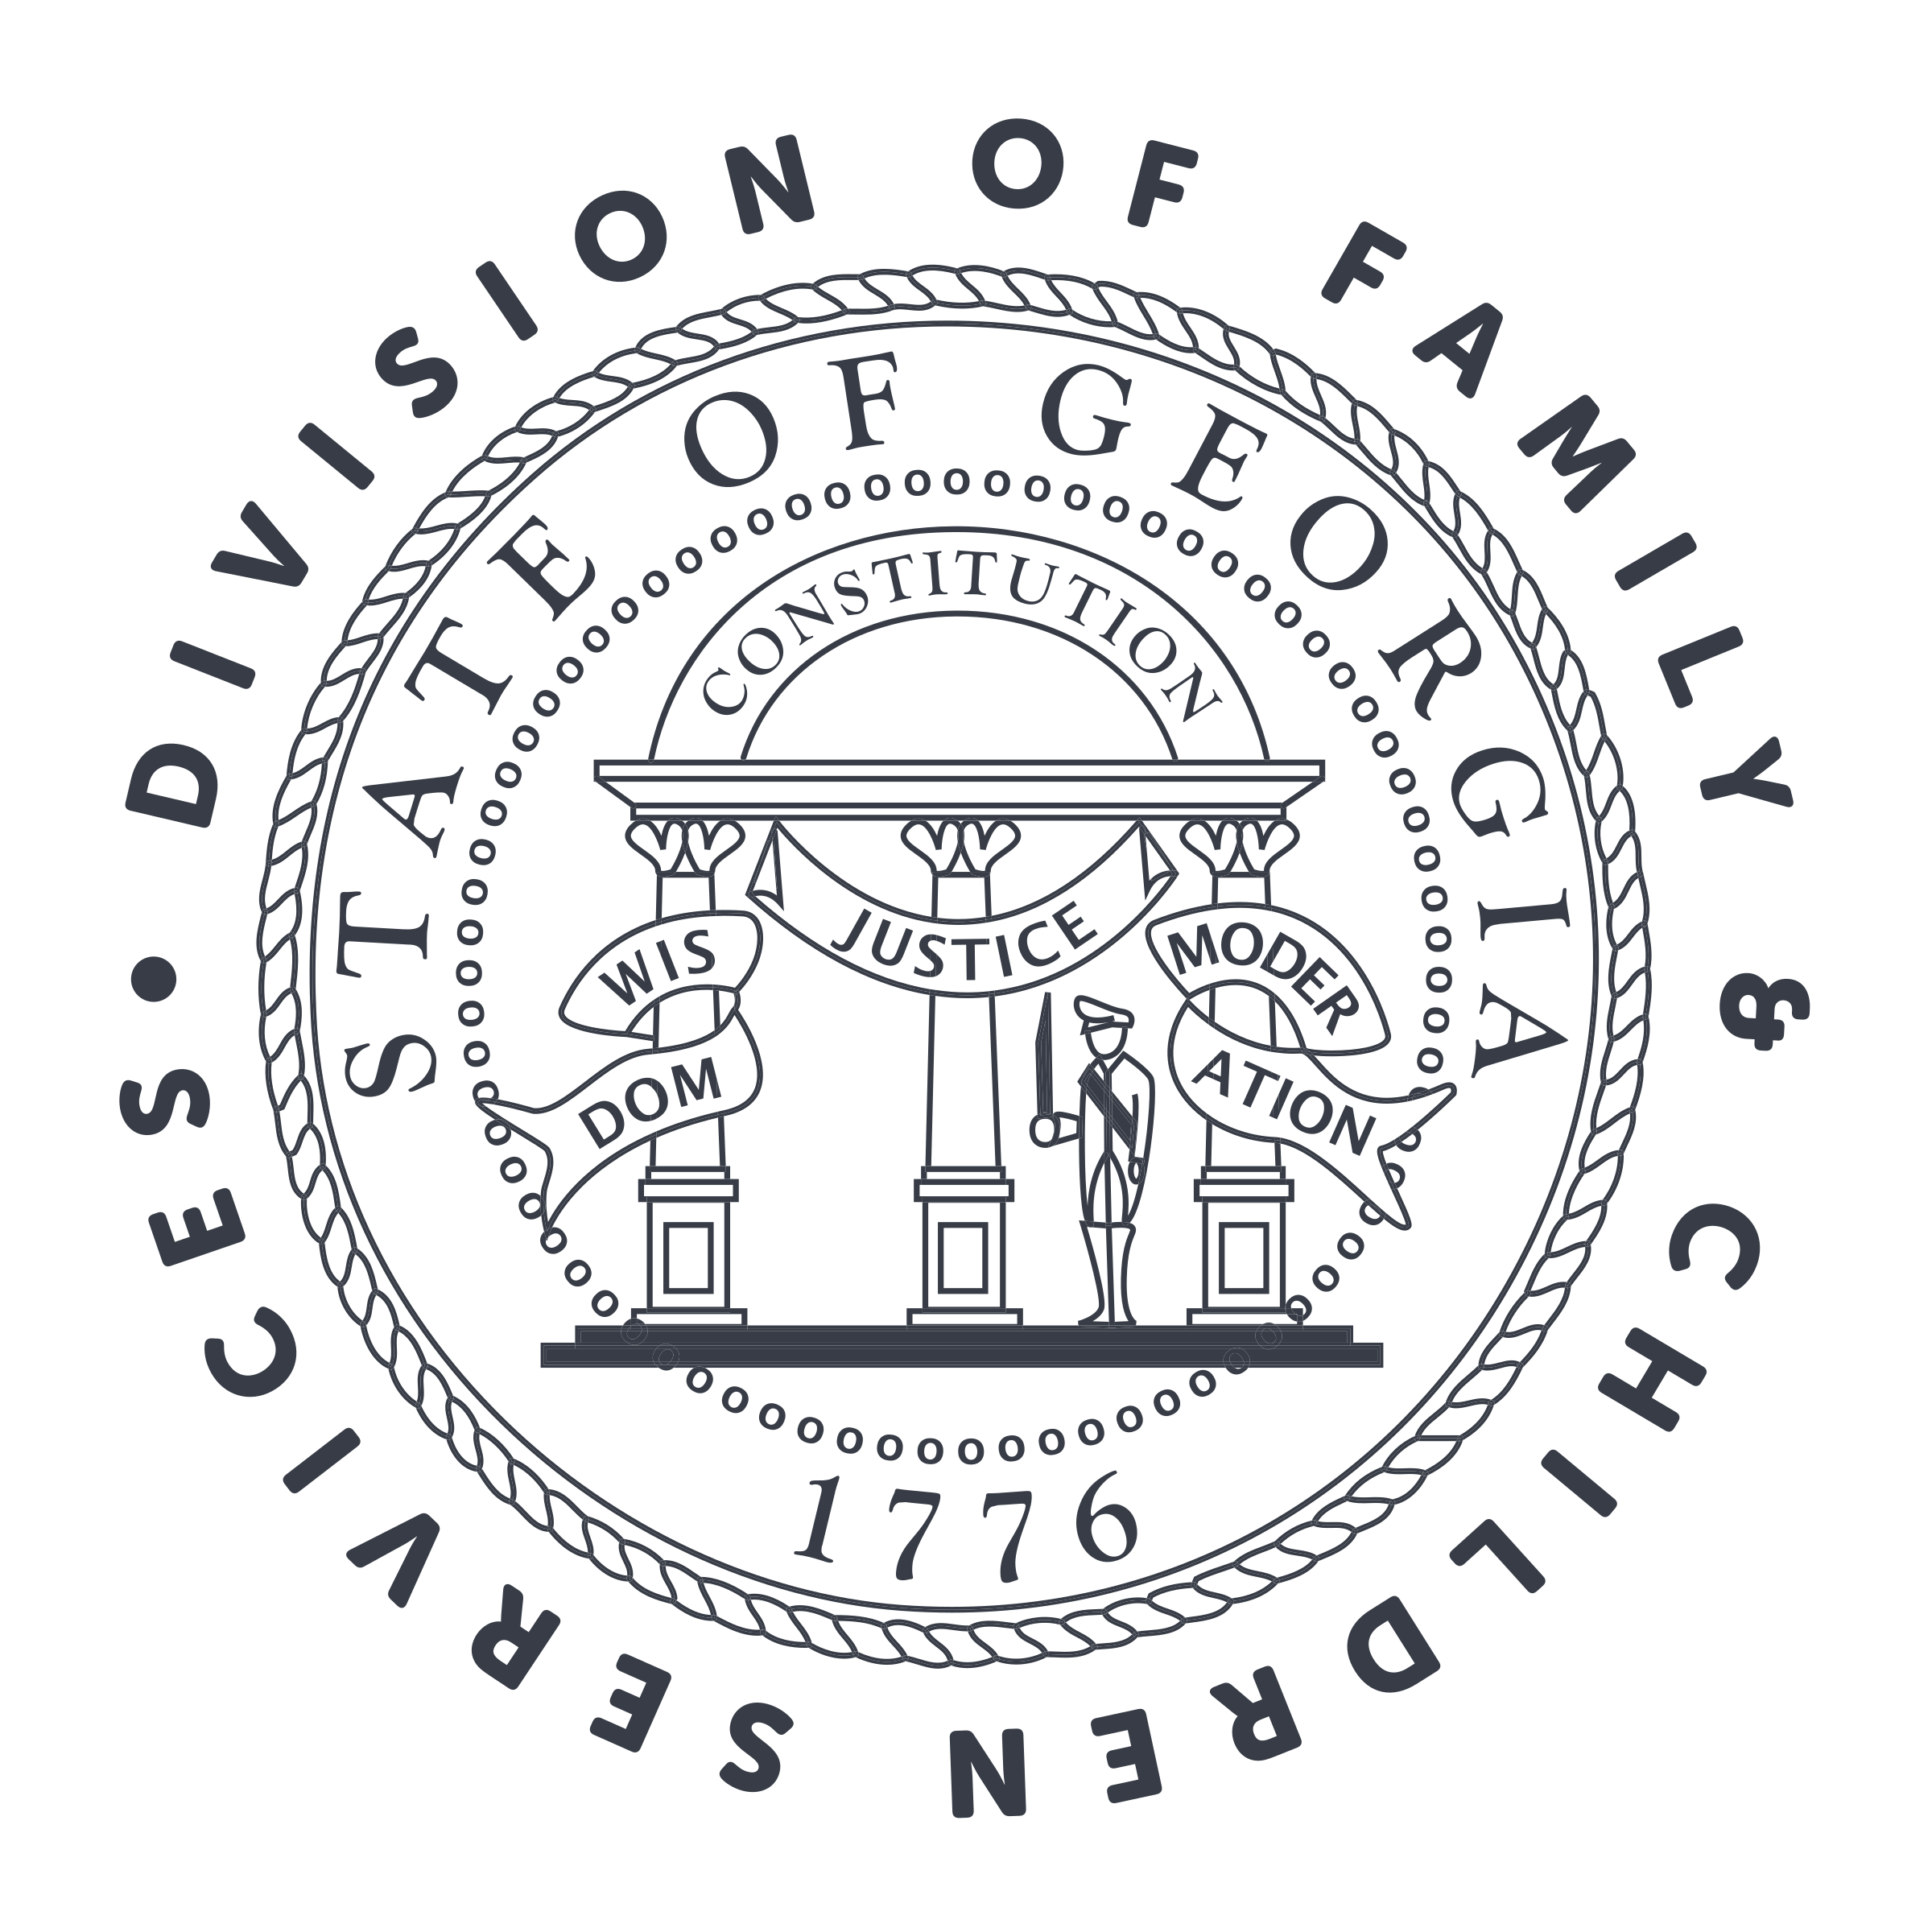 DIVISION OF FAMILY & CHILDREN SERVICES •
STATE OF GEORGIA
CONSTITUTION
WIS
DOM
JUSTICE
MODER
ATION
1776